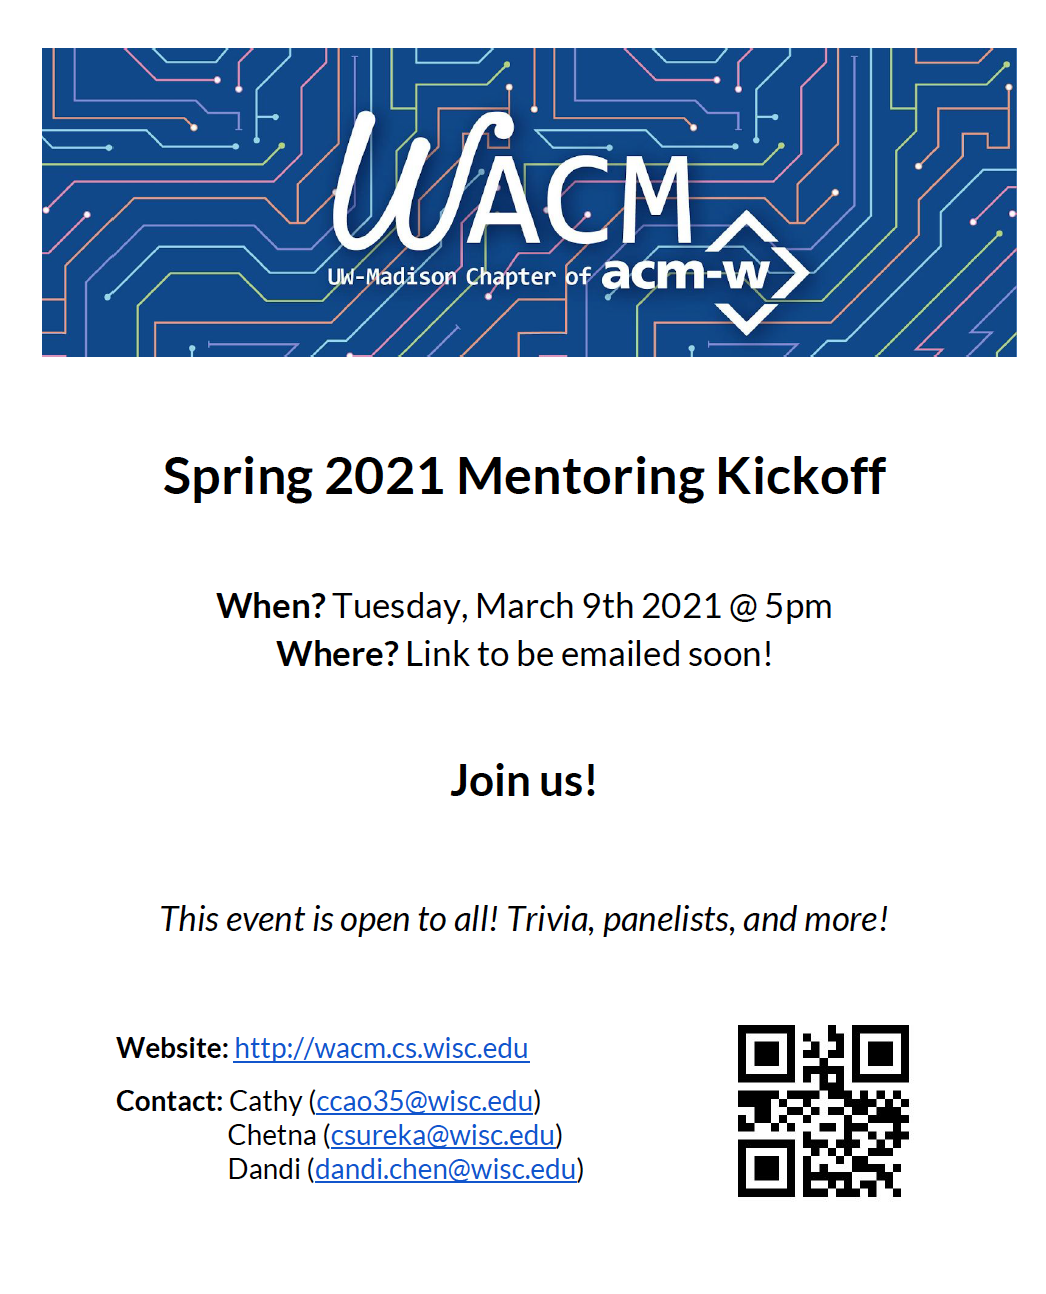 WACM
UW-Madison Chapter of acm-w
Spring 2021 Mentoring Kickoff
When? Tuesday, March 9th 2021 @ 5pm
Where? Link to be emailed soon!
Join us!
This event is open to all! Trivia, panelists, and more!
Website: http://wacm.cs.wisc.edu
Contact: Cathy (ccao35@wisc.edu)
Chetna (csureka@wisc.edu)
Dandi (dandi.chen@wisc.edu)